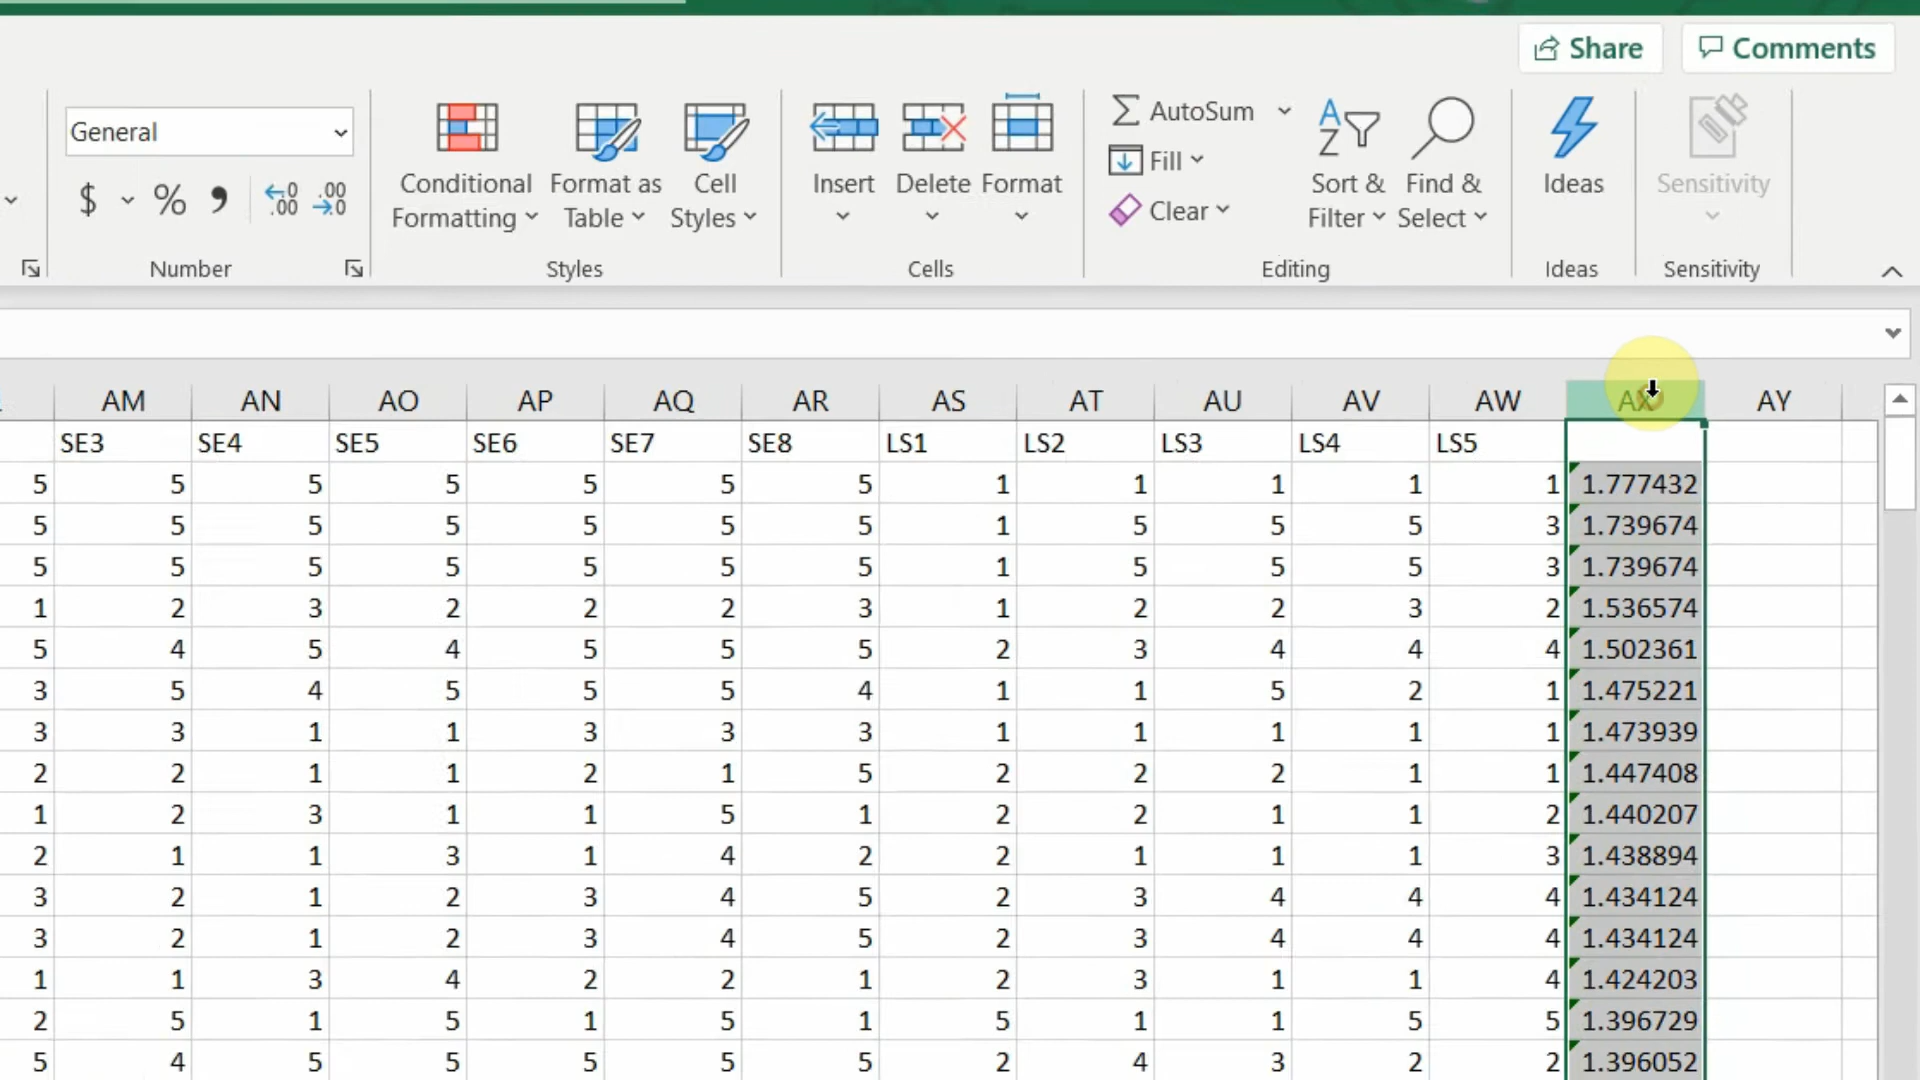 Share Comments
General
AutoSum
Fill
Clear
Conditional Formatting
Format as Table
Cell Styles
Insert
Delete
Format
Sort & Filter
Find & Select
Ideas
Sensitivity
$ % , .00 .00
Number Styles Cells Editing Ideas Sensitivity
AM AN AO AP AQ AR AS AT AU AV AW AX AY
SE3 SE4 SE5 SE6 SE7 SE8 LS1 LS2 LS3 LS4 LS5
5 5 5 5 5 5 5 1 1 1 1 1 1.777432
5 5 5 5 5 5 5 1 5 5 5 3 1.739674
5 5 5 5 5 5 5 1 5 5 5 3 1.739674
1 2 3 2 2 2 3 1 2 2 3 2 1.536574
5 4 5 4 5 5 5 2 3 4 4 4 1.502361
3 5 4 5 5 5 4 1 1 5 2 1 1.475221
3 3 1 1 3 3 3 1 1 1 1 1 1.473939
2 2 1 1 2 1 5 2 2 2 1 1 1.447408
1 2 3 1 1 5 1 2 2 1 1 2 1.440207
2 1 1 3 1 4 2 2 1 1 1 3 1.438894
3 2 1 2 3 4 5 2 3 4 4 4 1.434124
3 2 1 2 3 4 5 2 3 4 4 4 1.434124
1 1 3 4 2 2 1 2 3 1 1 4 1.424203
2 5 1 5 1 5 1 5 1 1 5 5 1.396729
5 4 5 5 5 5 5 2 4 3 2 2 1.396052